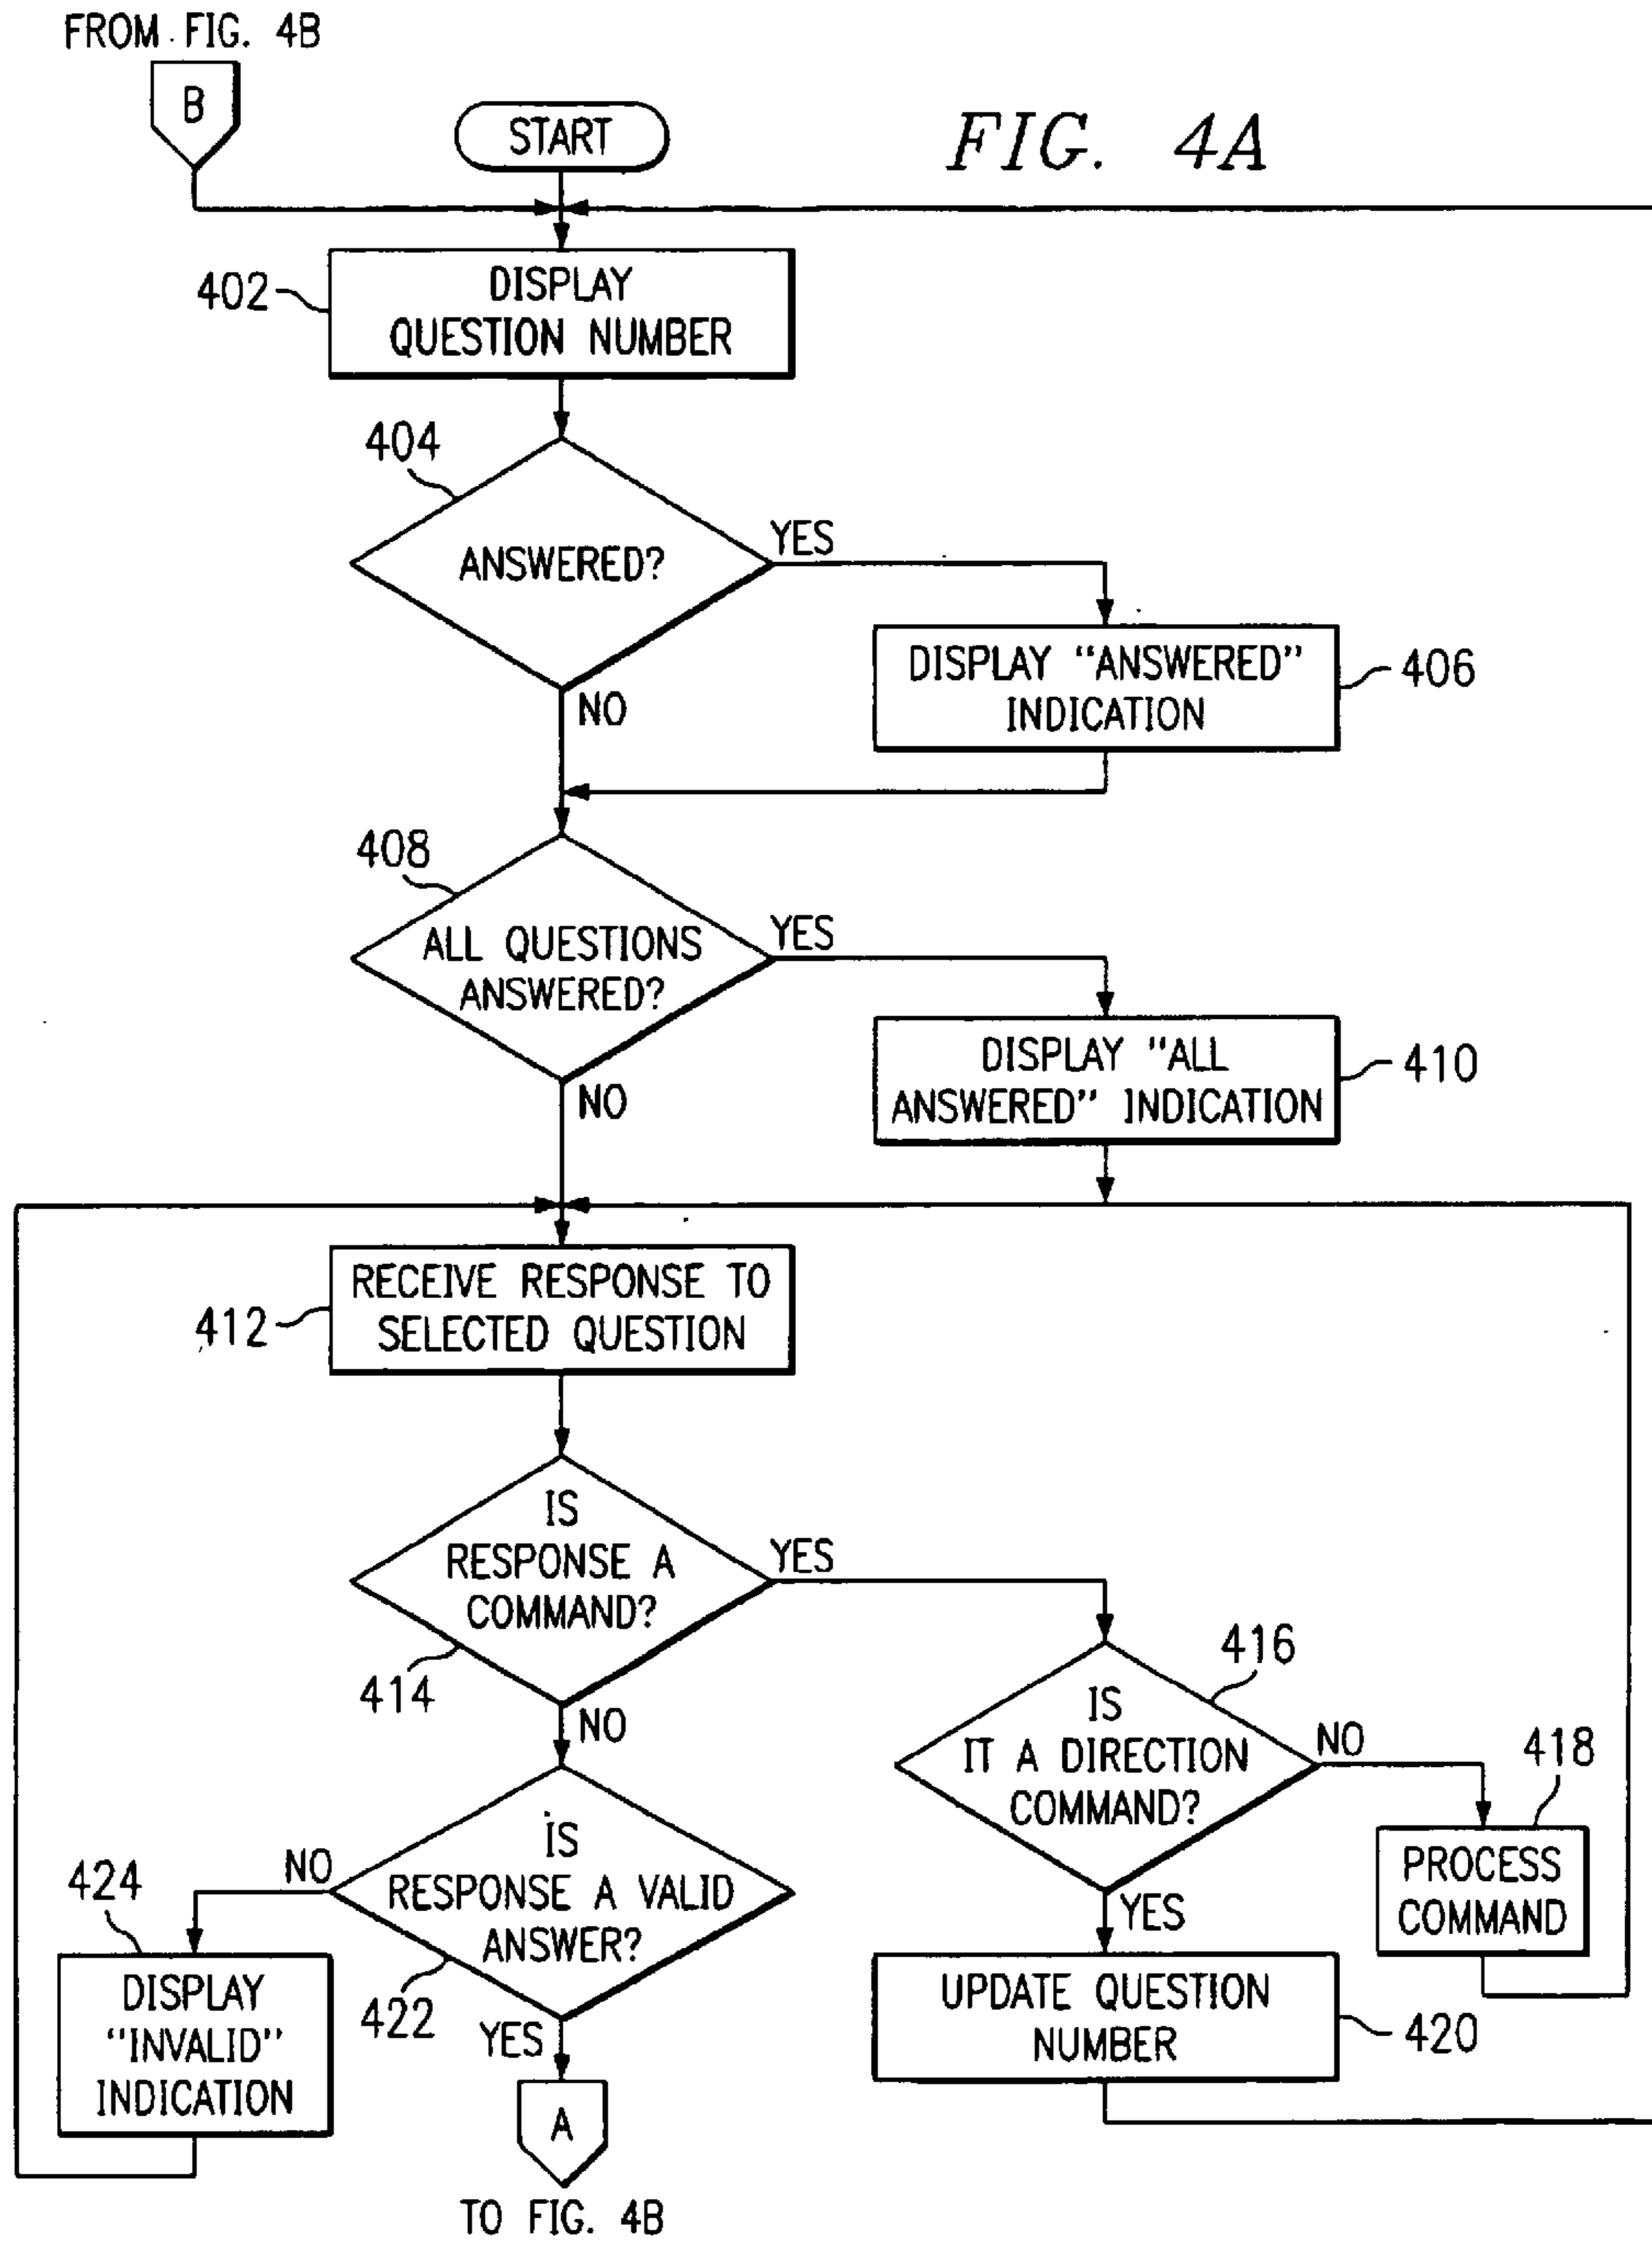 FROM FIG. 4B
B
START
FIG. 4A
402
DISPLAY
QUESTION NUMBER
404
ANSWERED?
YES
NO
DISPLAY "ANSWERED"
INDICATION
406
408
ALL QUESTIONS
ANSWERED?
YES
NO
DISPLAY "ALL
ANSWERED" INDICATION
410
412
RECEIVE RESPONSE TO
SELECTED QUESTION
IS
RESPONSE A
COMMAND?
YES
414
NO
416
IS
IT A DIRECTION
COMMAND?
NO
YES
418
PROCESS
COMMAND
IS
RESPONSE A VALID
ANSWER?
NO
422
YES
424
DISPLAY
"INVALID"
INDICATION
UPDATE QUESTION
NUMBER
420
A
TO FIG. 4B